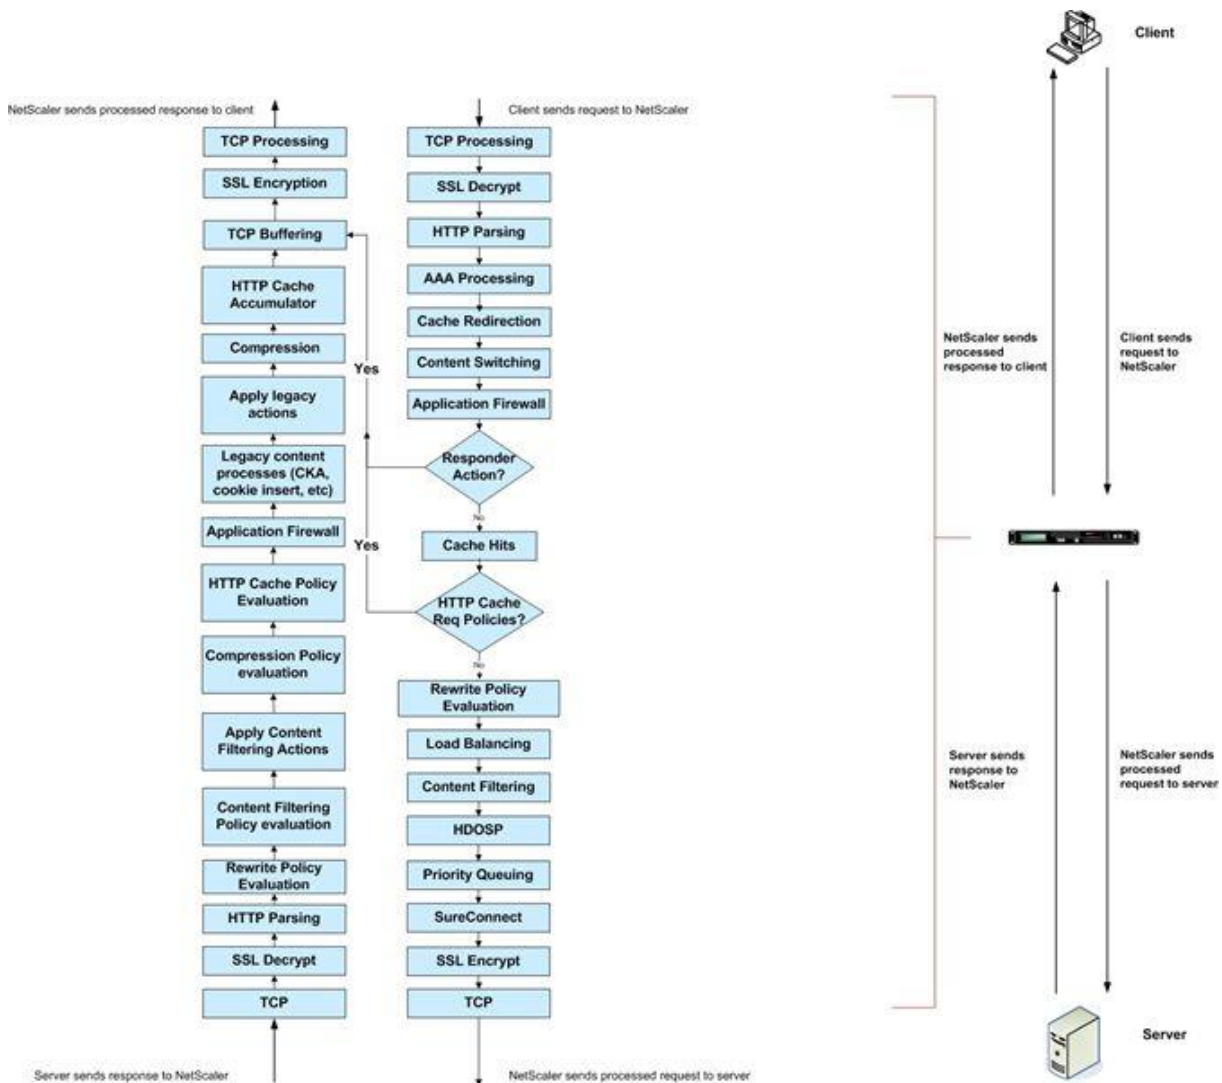 NetScaler sends processed response to client
TCP Processing
SSL Encryption
TCP Buffering
HTTP Cache
Accumulator
Compression
Apply legacy
actions
Legacy content
processes (CKA,
cookie insert, etc)
Application Firewall
HTTP Cache Policy
Evaluation
Compression Policy
evaluation
Apply Content
Filtering Actions
Content Filtering
Policy evaluation
Rewrite Policy
Evaluation
HTTP Parsing
SSL Decrypt
TCP
Server sends response to NetScaler
Yes
Yes
Client sends request to NetScaler
TCP Processing
SSL Decrypt
HTTP Parsing
AAA Processing
Cache Redirection
Content Switching
Application Firewall
Responder
Action?
No
Cache Hits
HTTP Cache
Req Policies?
No
Rewrite Policy
Evaluation
Load Balancing
Content Filtering
HDOSP
Priority Queuing
SureConnect
SSL Encrypt
TCP
NetScaler sends processed request to server
Client
NetScaler sends
processed
response to client
Client sends
request to
NetScaler
Server sends
response to
NetScaler
NetScaler sends
processed
request to server
Server